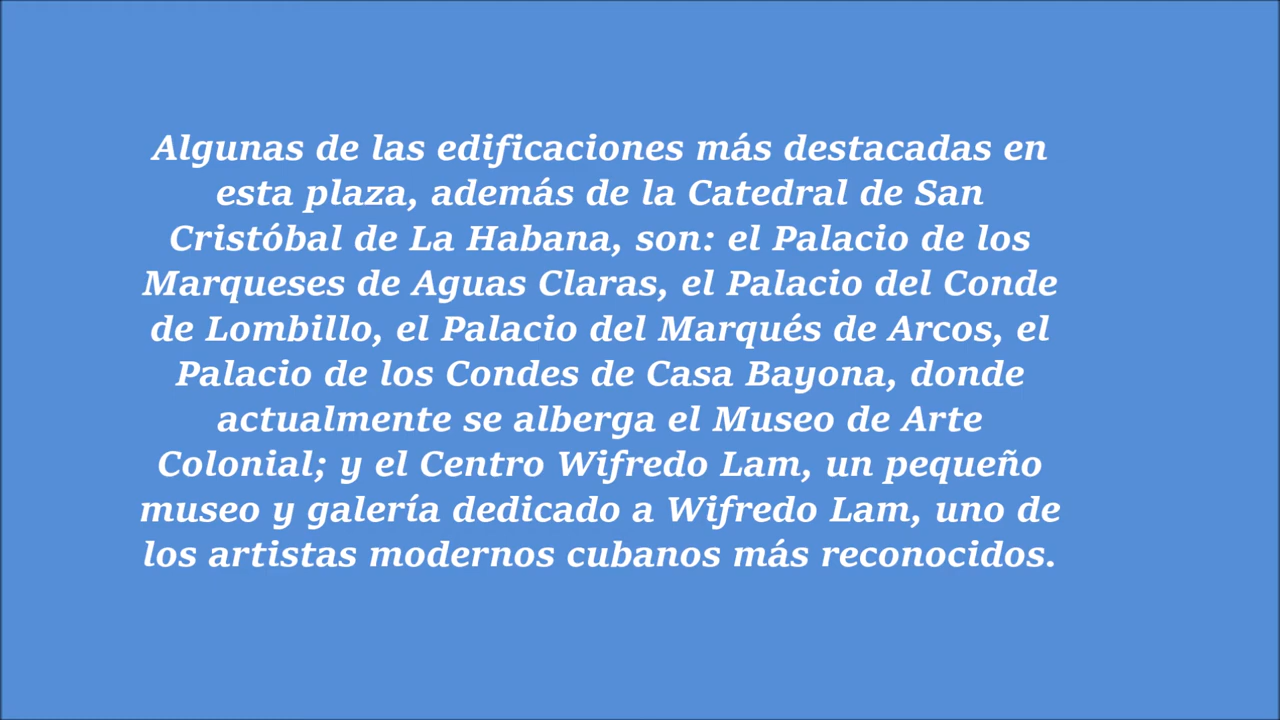 Algunas de las edificaciones más destacadas en
esta plaza, además de la Catedral de San
Cristóbal de La Habana, son: el Palacio de los
Marqueses de Aguas Claras, el Palacio del Conde
de Lombillo, el Palacio del Marqués de Arcos, el
Palacio de los Condes de Casa Bayona, donde
actualmente se alberga el Museo de Arte
Colonial; y el Centro Wifredo Lam, un pequeño
museo y galería dedicado a Wifredo Lam, uno de
los artistas modernos cubanos más reconocidos.